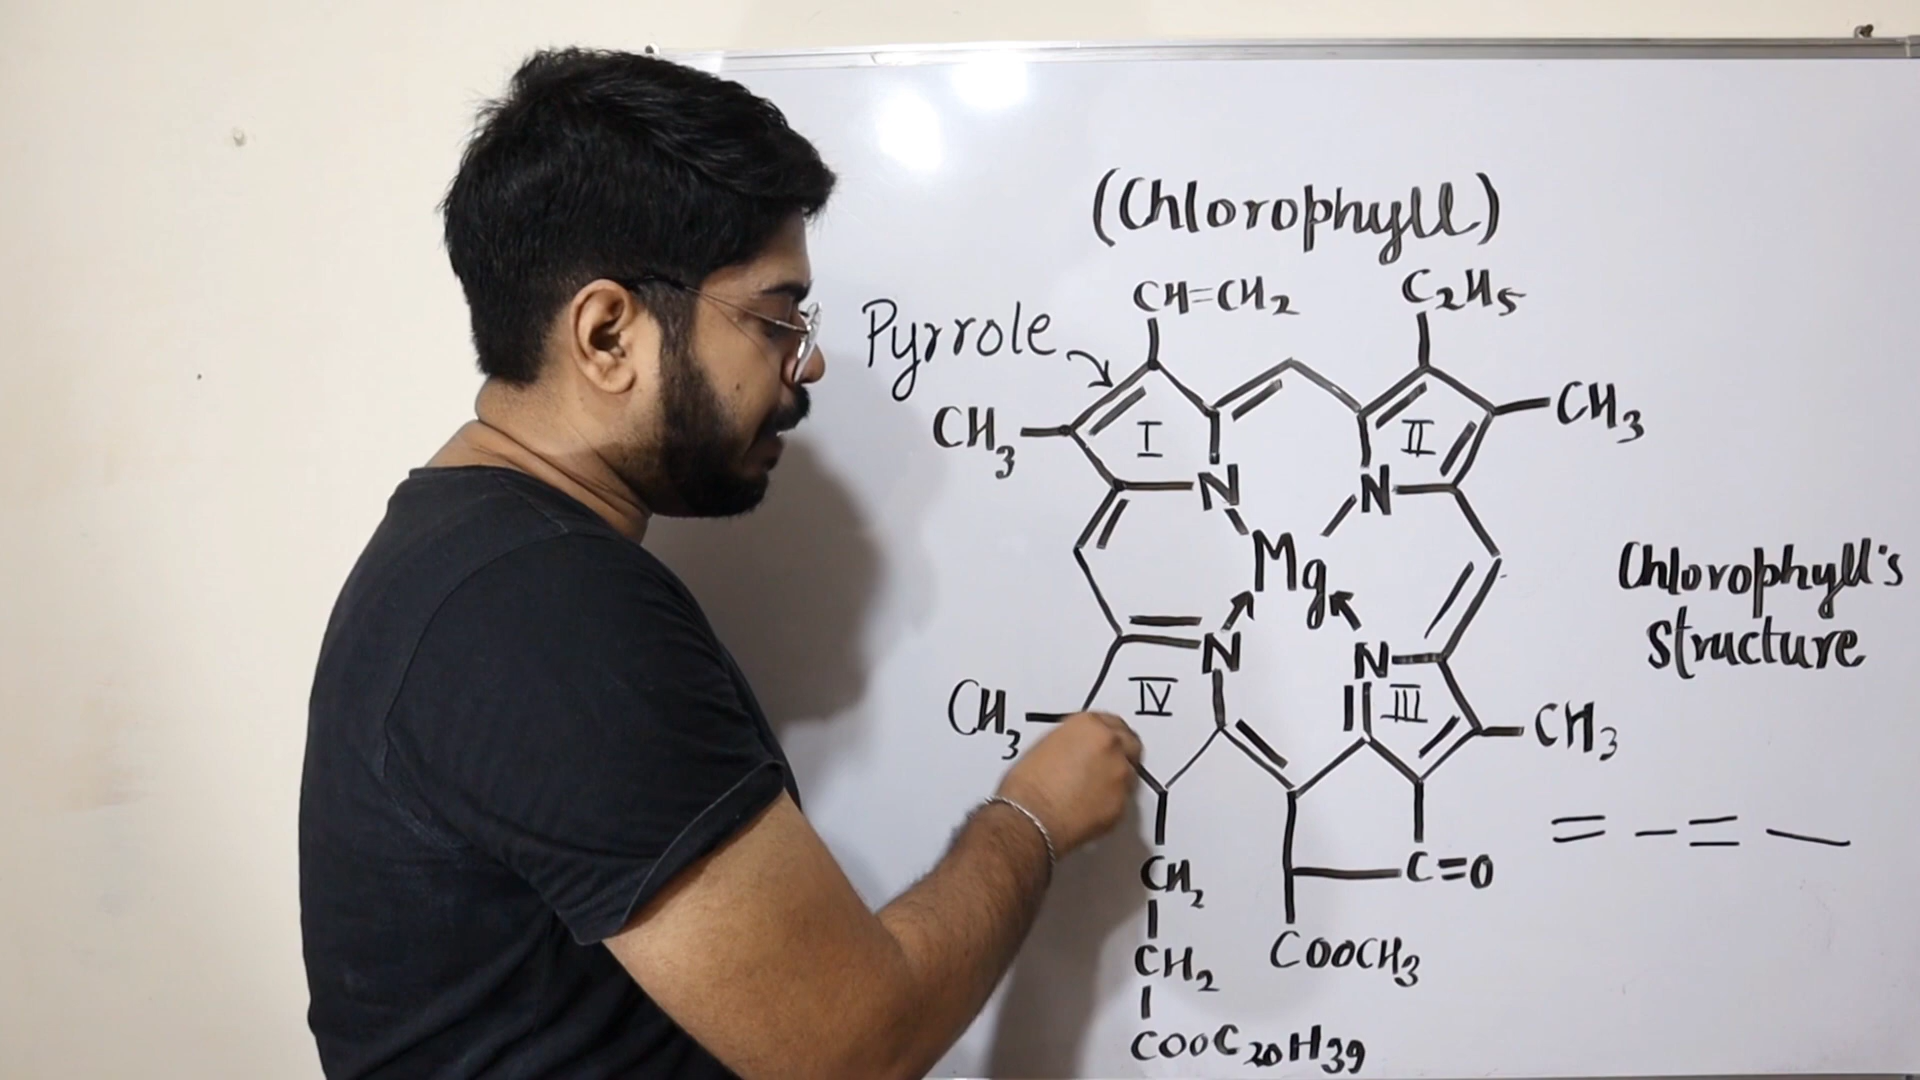 (Chlorophyll)
CH=CH2
C2H5
Pyrrole
CH3
I
II
CH3
N
N
Mg
Chlorophyll's
structure
N
N
CH3
IV
III
CH3
CH2
C=O
CH2
COOCH3
COOC20H39